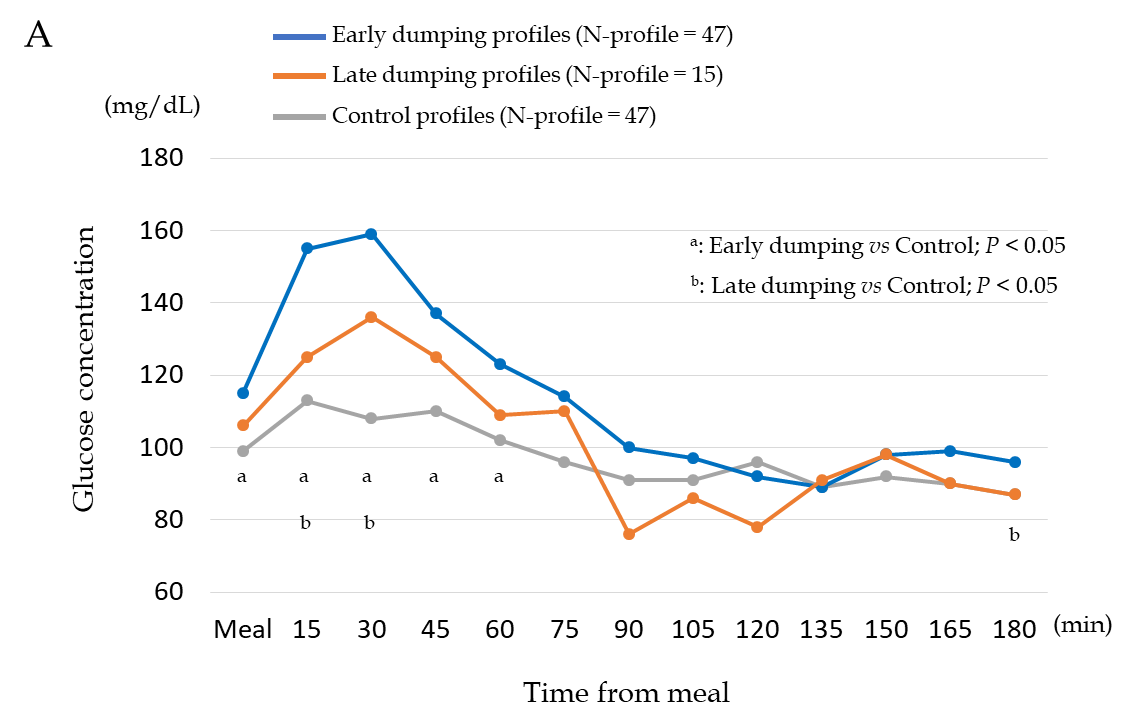 A
Early dumping profiles (N-profile = 47)
Late dumping profiles (N-profile = 15)
Control profiles (N-profile = 47)
(mg/dL)
180
160
140
120
100
80
60
Glucose concentration
a: Early dumping vs Control; P < 0.05
b: Late dumping vs Control; P < 0.05
a a a a a
b b b
Meal 15 30 45 60 75 90 105 120 135 150 165 180 (min)
Time from meal